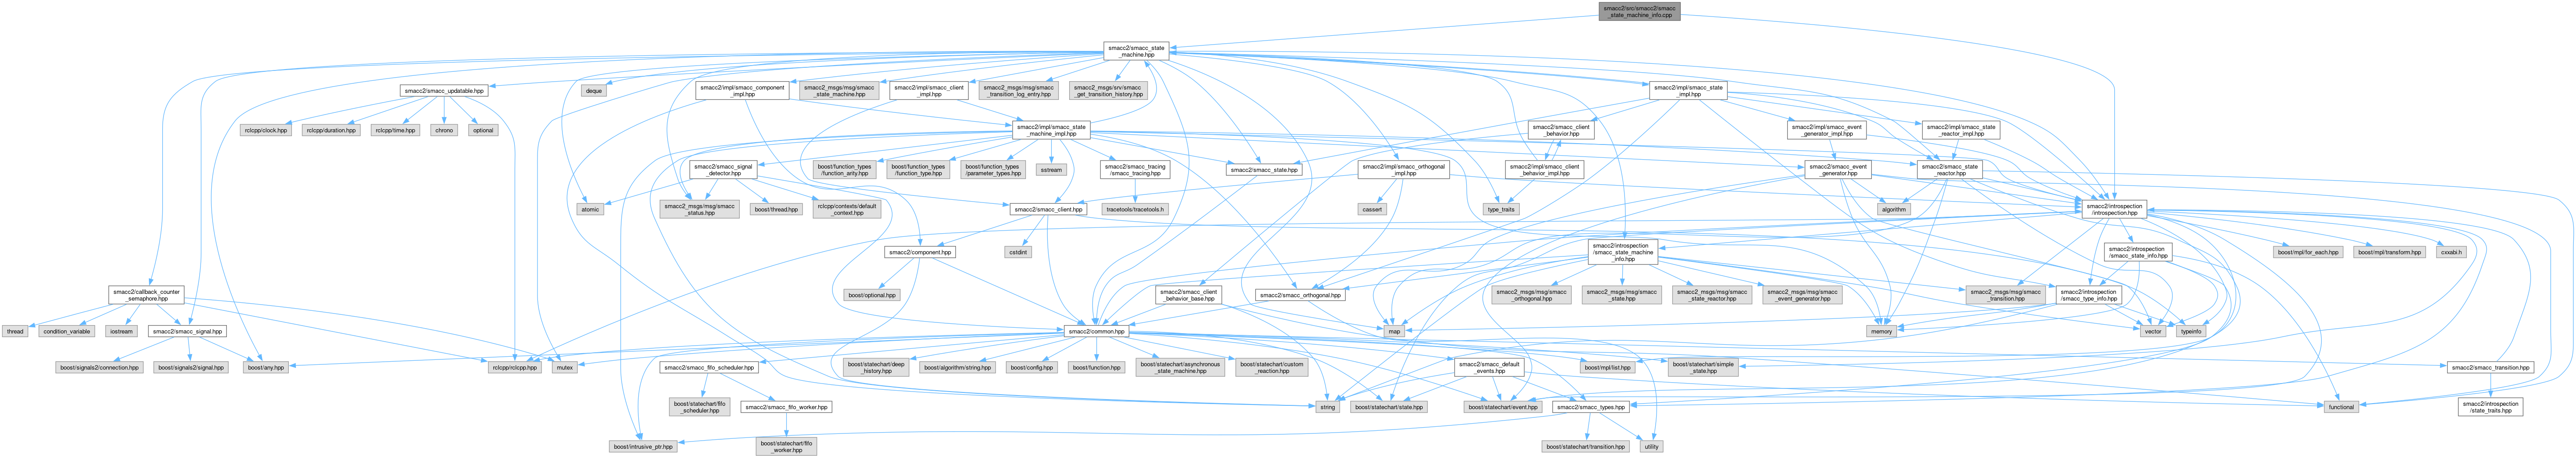 smacc2/src/smacc2/smacc
_state_machine_info.cpp
smacc2/smacc_state
_machine.hpp
smacc2/smacc_updatable.hpp
deque
smacc2/impl/smacc_component
_impl.hpp
smacc2_msgs/msg/smacc
_state_machine.hpp
smacc2/impl/smacc_client
_impl.hpp
smacc2_msgs/msg/smacc
_transition_log_entry.hpp
smacc2_msgs/srv/smacc
_get_transition_history.hpp
smacc2/impl/smacc_state
_impl.hpp
rclcpp/clock.hpp
rclcpp/duration.hpp
rclcpp/time.hpp
chrono
optional
smacc2/impl/smacc_state
_machine_impl.hpp
smacc2/smacc_client
_behavior.hpp
smacc2/impl/smacc_event
_generator_impl.hpp
smacc2/impl/smacc_state
_reactor_impl.hpp
smacc2/smacc_signal
_detector.hpp
boost/function_types
/function_arity.hpp
boost/function_types
/function_type.hpp
boost/function_types
/parameter_types.hpp
sstream
smacc2/smacc_tracing
/smacc_tracing.hpp
smacc2/smacc_state.hpp
smacc2/impl/smacc_orthogonal
_impl.hpp
smacc2/impl/smacc_client
_behavior_impl.hpp
smacc2/smacc_event
_generator.hpp
smacc2/smacc_state
_reactor.hpp
atomic
smacc2_msgs/msg/smacc
_status.hpp
boost/thread.hpp
rclcpp/contexts/default
_context.hpp
smacc2/smacc_client.hpp
tracetools/tracetools.h
cassert
type_traits
algorithm
smacc2/introspection
/introspection.hpp
smacc2/component.hpp
cstdint
smacc2/introspection
/smacc_state_machine
_info.hpp
smacc2/introspection
/smacc_state_info.hpp
boost/mpl/for_each.hpp
boost/mpl/transform.hpp
cxxabi.h
smacc2/callback_counter
_semaphore.hpp
boost/optional.hpp
smacc2/smacc_client
_behavior_base.hpp
smacc2/smacc_orthogonal.hpp
smacc2_msgs/msg/smacc
_orthogonal.hpp
smacc2_msgs/msg/smacc
_state.hpp
smacc2_msgs/msg/smacc
_state_reactor.hpp
smacc2_msgs/msg/smacc
_event_generator.hpp
smacc2_msgs/msg/smacc
_transition.hpp
smacc2/introspection
/smacc_type_info.hpp
thread
condition_variable
iostream
smacc2/smacc_signal.hpp
smacc2/common.hpp
map
memory
vector
typeinfo
boost/signals2/connection.hpp
boost/signals2/signal.hpp
boost/any.hpp
rclcpp/rclcpp.hpp
mutex
smacc2/smacc_fifo_scheduler.hpp
boost/statechart/deep
_history.hpp
boost/algorithm/string.hpp
boost/config.hpp
boost/function.hpp
boost/statechart/asynchronous
_state_machine.hpp
boost/statechart/custom
_reaction.hpp
smacc2/smacc_default
_events.hpp
boost/mpl/list.hpp
boost/statechart/simple
_state.hpp
smacc2/smacc_transition.hpp
boost/statechart/fifo
_scheduler.hpp
smacc2/smacc_fifo_worker.hpp
string
boost/statechart/state.hpp
boost/statechart/event.hpp
smacc2/smacc_types.hpp
functional
smacc2/introspection
/state_traits.hpp
boost/intrusive_ptr.hpp
boost/statechart/fifo
_worker.hpp
boost/statechart/transition.hpp
utility